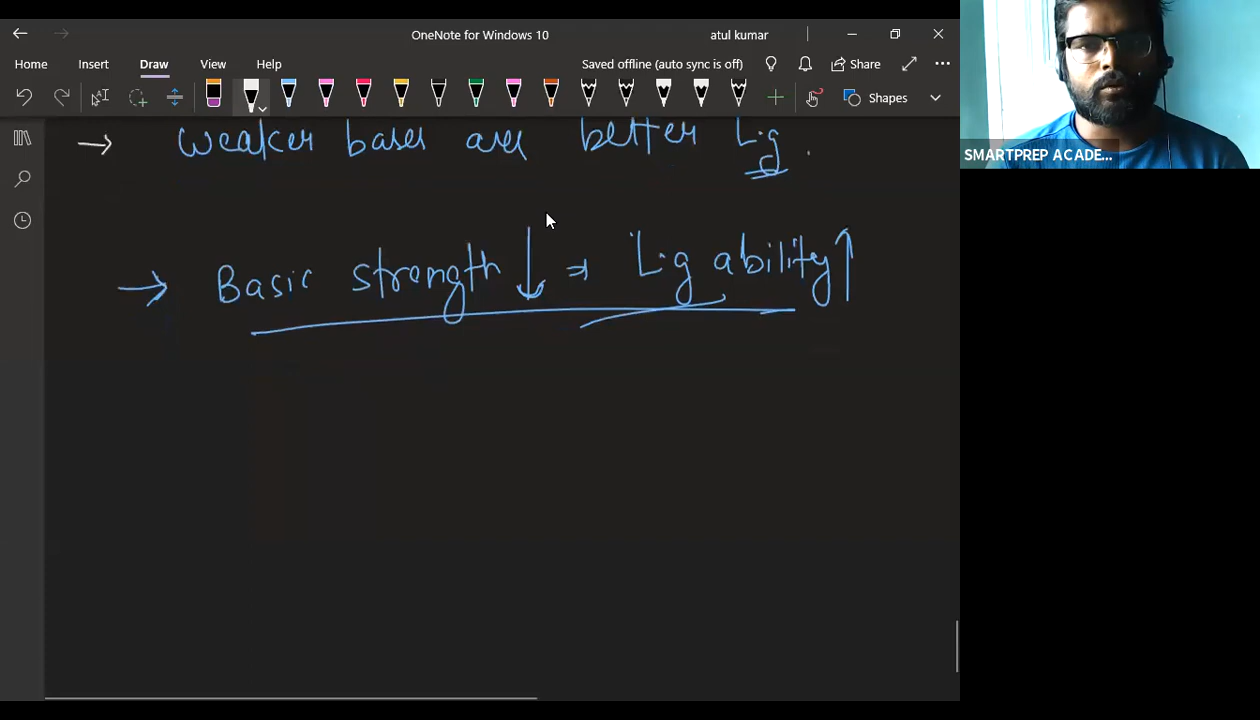 OneNote for Windows 10
atul kumar
Home Insert Draw View Help
Saved offline (auto sync is off)
Share
Shapes
→ weaker bases are better L.g.
→ Basic strength ↓ ⇒ L.g ability ↑
SMARTPREP ACADE...